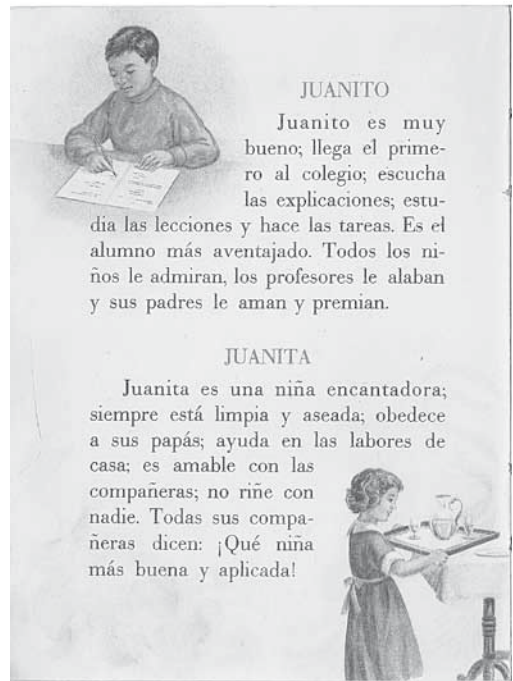 JUANITO
Juanito es muy
bueno; llega el prime-
ro al colegio; escucha
las explicaciones; estu-
dia las lecciones y hace las tareas. Es el
alumno más aventajado. Todos los ni-
ños le admiran, los profesores le alaban
y sus padres le aman y premian.
JUANITA
Juanita es una niña encantadora;
siempre está limpia y aseada; obedece
a sus papás; ayuda en las labores de
casa; es amable con las
compañeras; no riñe con
nadie. Todas sus compa-
ñeras dicen: ¡Qué niña
más buena y aplicada!